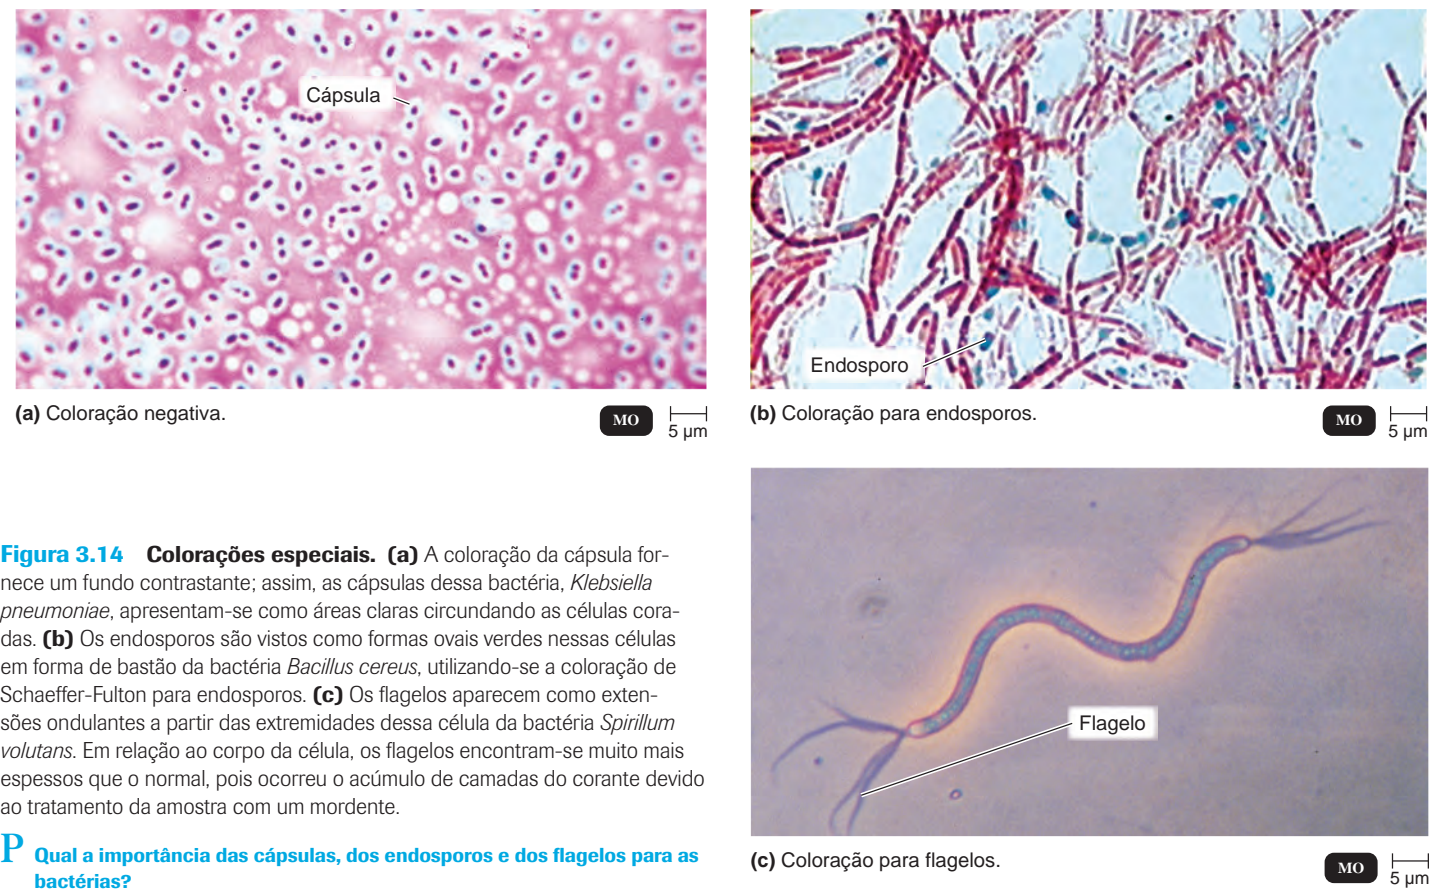 Cápsula
(a) Coloração negativa.
MO
5 µm
Endosporo
(b) Coloração para endosporos.
MO
5 µm
Figura 3.14 Colorações especiais. (a) A coloração da cápsula for-
nece um fundo contrastante; assim, as cápsulas dessa bactéria, Klebsiella
pneumoniae, apresentam-se como áreas claras circundando as células cora-
das. (b) Os endosporos são vistos como formas ovais verdes nessas células
em forma de bastão da bactéria Bacillus cereus, utilizando-se a coloração de
Schaeffer-Fulton para endosporos. (c) Os flagelos aparecem como exten-
sões ondulantes a partir das extremidades dessa célula da bactéria Spirillum
volutans. Em relação ao corpo da célula, os flagelos encontram-se muito mais
espessos que o normal, pois ocorreu o acúmulo de camadas do corante devido
ao tratamento da amostra com um mordente.
P Qual a importância das cápsulas, dos endosporos e dos flagelos para as
bactérias?
Flagelo
(c) Coloração para flagelos.
MO
5 µm